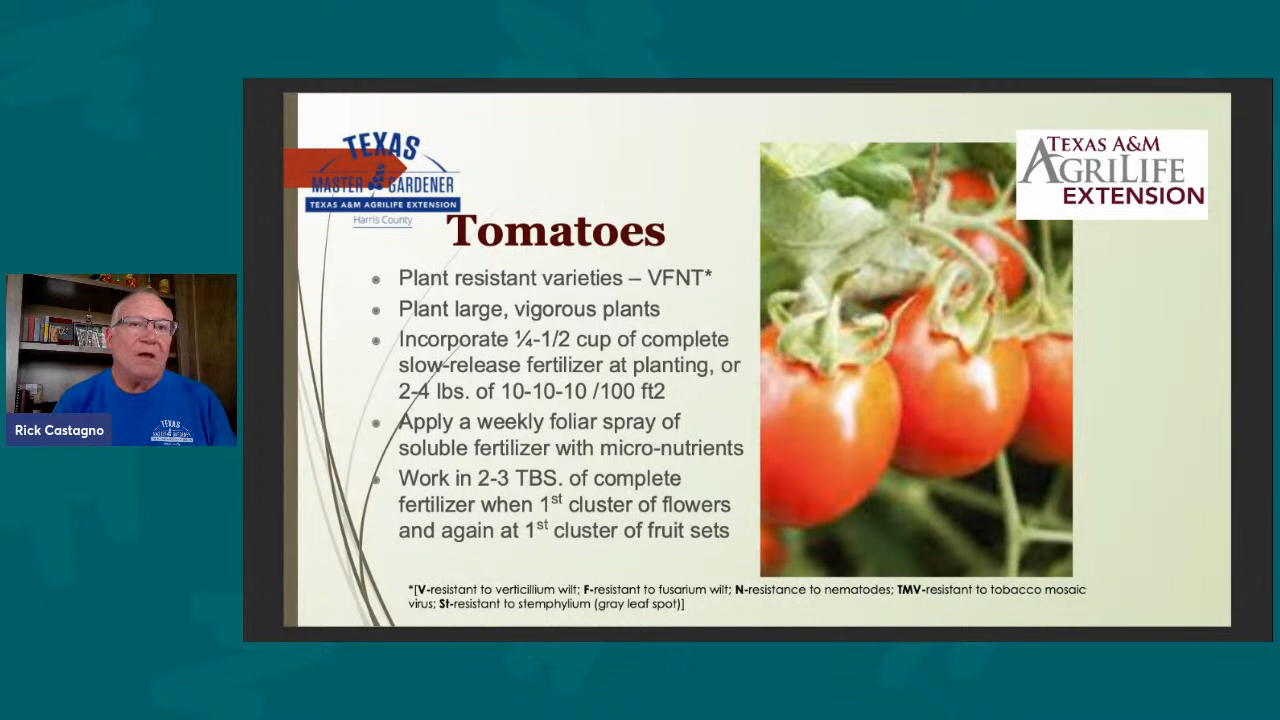 TEXAS
MASTER GARDENER
TEXAS A&M AGRILIFE EXTENSION
Harris County
TEXAS A&M
AGRILIFE
EXTENSION
Tomatoes
Plant resistant varieties – VFNT*
Plant large, vigorous plants
Incorporate ¼-1/2 cup of complete
slow-release fertilizer at planting, or
2-4 lbs. of 10-10-10 /100 ft2
Apply a weekly foliar spray of
soluble fertilizer with micro-nutrients
Work in 2-3 TBS. of complete
fertilizer when 1st cluster of flowers
and again at 1st cluster of fruit sets
*[V-resistant to verticillium wilt; F-resistant to fusarium wilt; N-resistance to nematodes; TMV-resistant to tobacco mosaic
virus; St-resistant to stemphylium (gray leaf spot)]
Rick Castagno
TEXAS
MASTER GARDENER